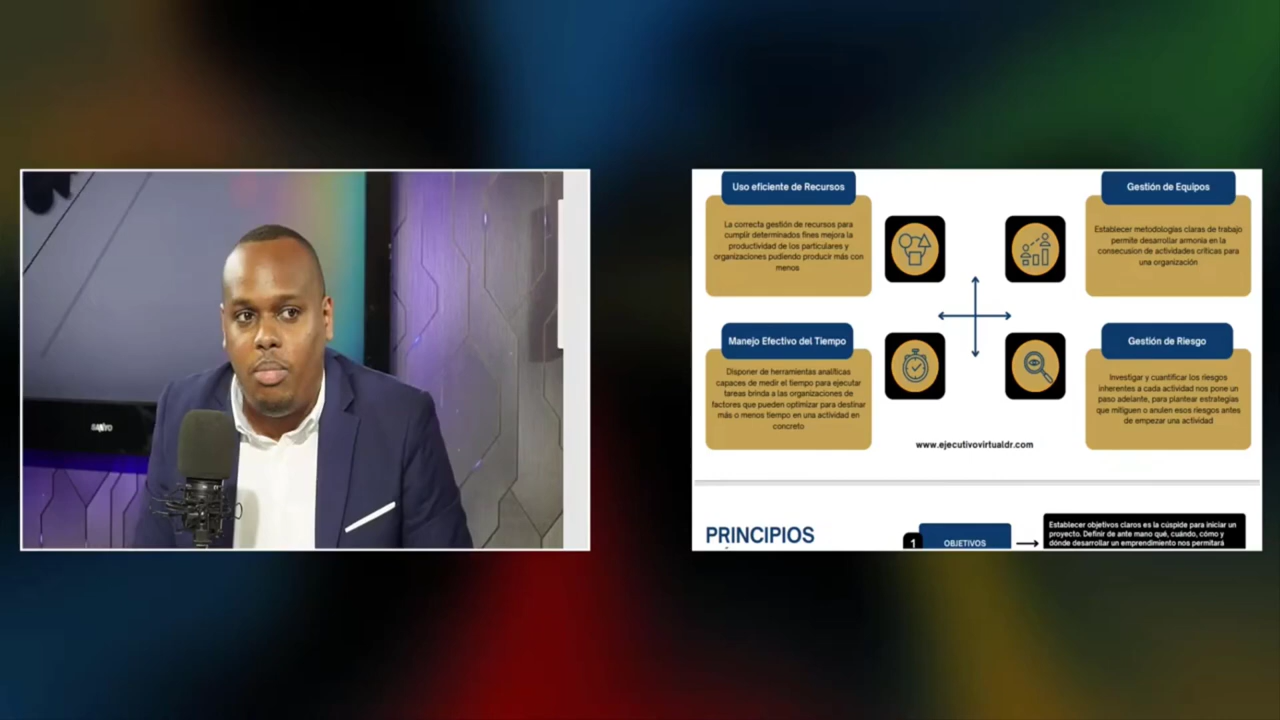 SANYO
Uso eficiente de Recursos
La correcta gestión de recursos para
cumplir determinados fines mejora la
productividad de los particulares y
organizaciones pudiendo producir más con
menos
Gestión de Equipos
Establecer metodologías claras de trabajo
permite desarrollar armonía en la
consecusion de actividades críticas para
una organización
Manejo Efectivo del Tiempo
Disponer de herramientas analíticas
capaces de medir el tiempo para ejecutar
tareas brinda a las organizaciones de
factores que pueden optimizar para destinar
más o menos tiempo en una actividad en
concreto
Gestión de Riesgo
Investigar y cuantificar los riesgos
inherentes a cada actividad nos pone un
paso adelante, para plantear estrategias
que mitiguen o anulen esos riesgos antes
de empezar una actividad
www.ejecutivovirtualdr.com
PRINCIPIOS
1
OBJETIVOS
Establecer objetivos claros es la cúspide para iniciar un
proyecto. Definir de ante mano qué, cuándo, cómo y
dónde desarrollar un emprendimiento nos permitirá